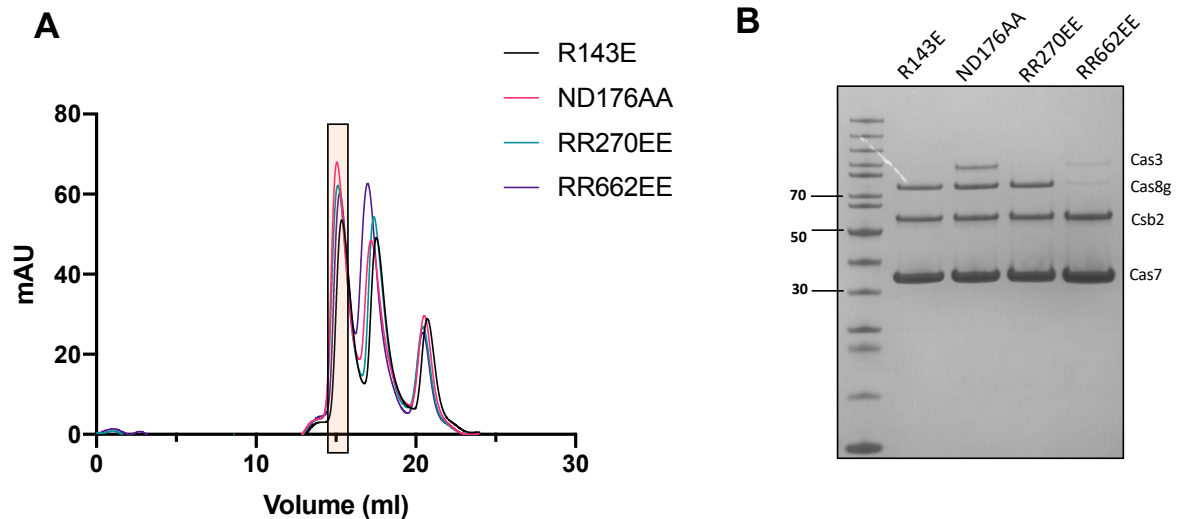 A
R143E
ND176AA
RR270EE
RR662EE
80
60
40
20
0
mAU
0
10
20
30
Volume (ml)
B
R143E
ND176AA
RR270EE
RR662EE
70
50
30
Cas3
Cas8g
Csb2
Cas7